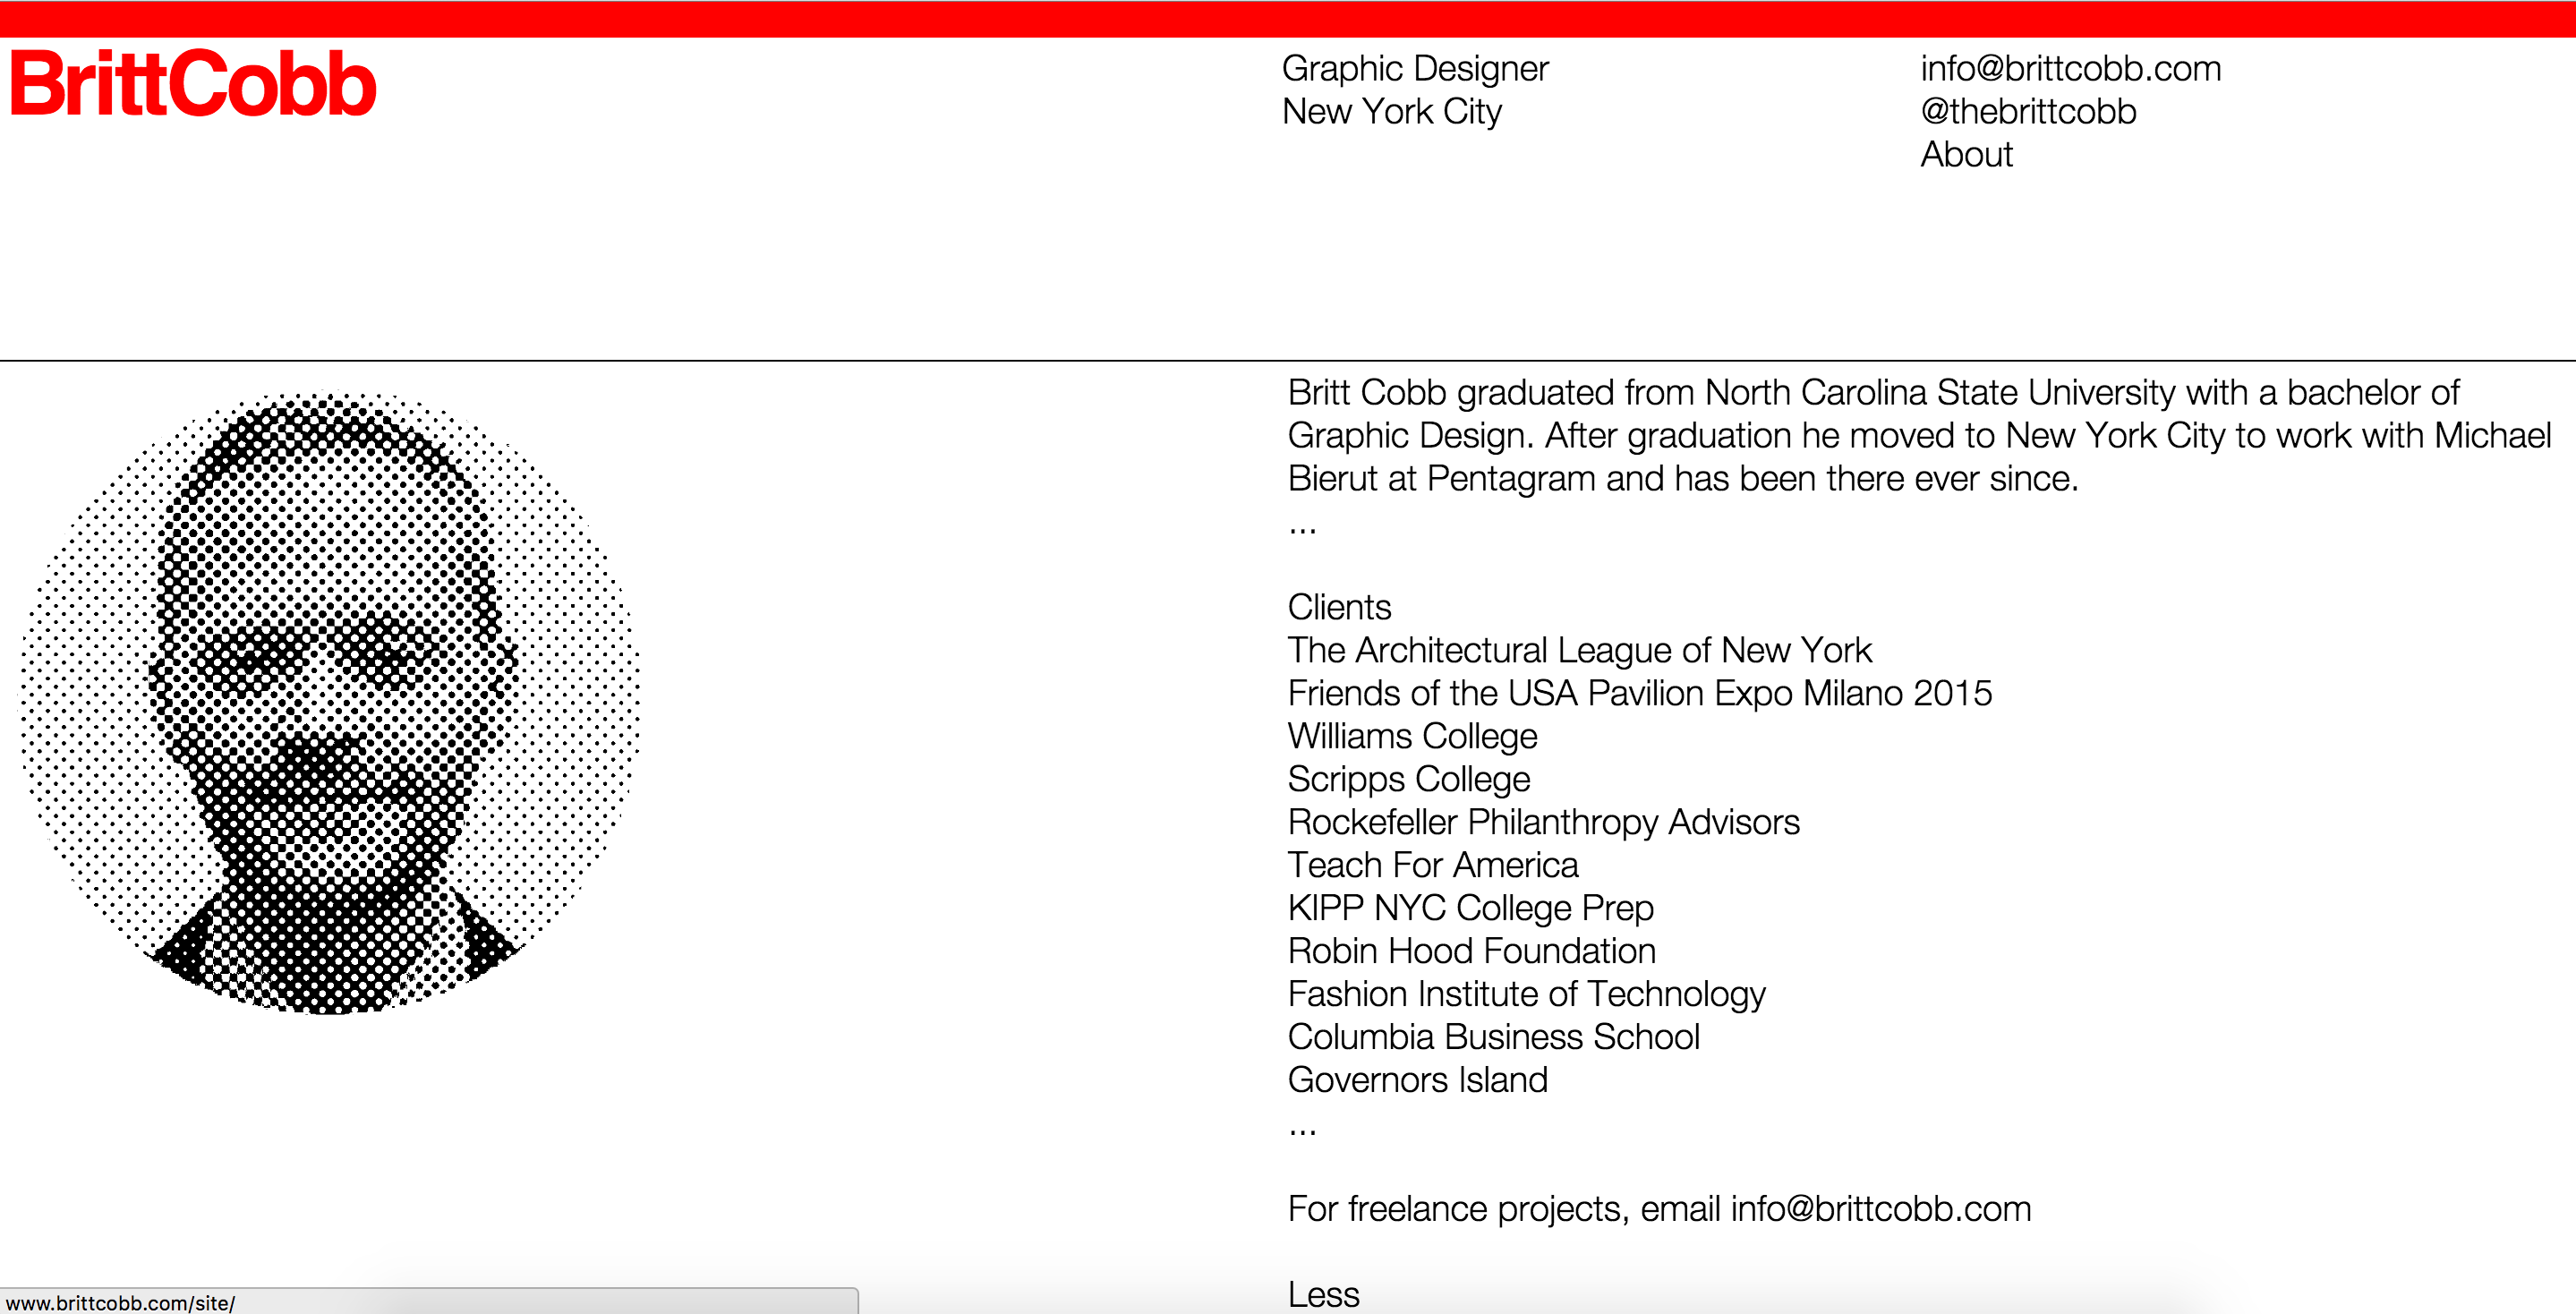 BrittCobb
Graphic Designer
New York City
info@brittcobb.com
@thebrittcobb
About
Britt Cobb graduated from North Carolina State University with a bachelor of
Graphic Design. After graduation he moved to New York City to work with Michael
Bierut at Pentagram and has been there ever since.
...
Clients
The Architectural League of New York
Friends of the USA Pavilion Expo Milano 2015
Williams College
Scripps College
Rockefeller Philanthropy Advisors
Teach For America
KIPP NYC College Prep
Robin Hood Foundation
Fashion Institute of Technology
Columbia Business School
Governors Island
...
For freelance projects, email info@brittcobb.com
Less
www.brittcobb.com/site/